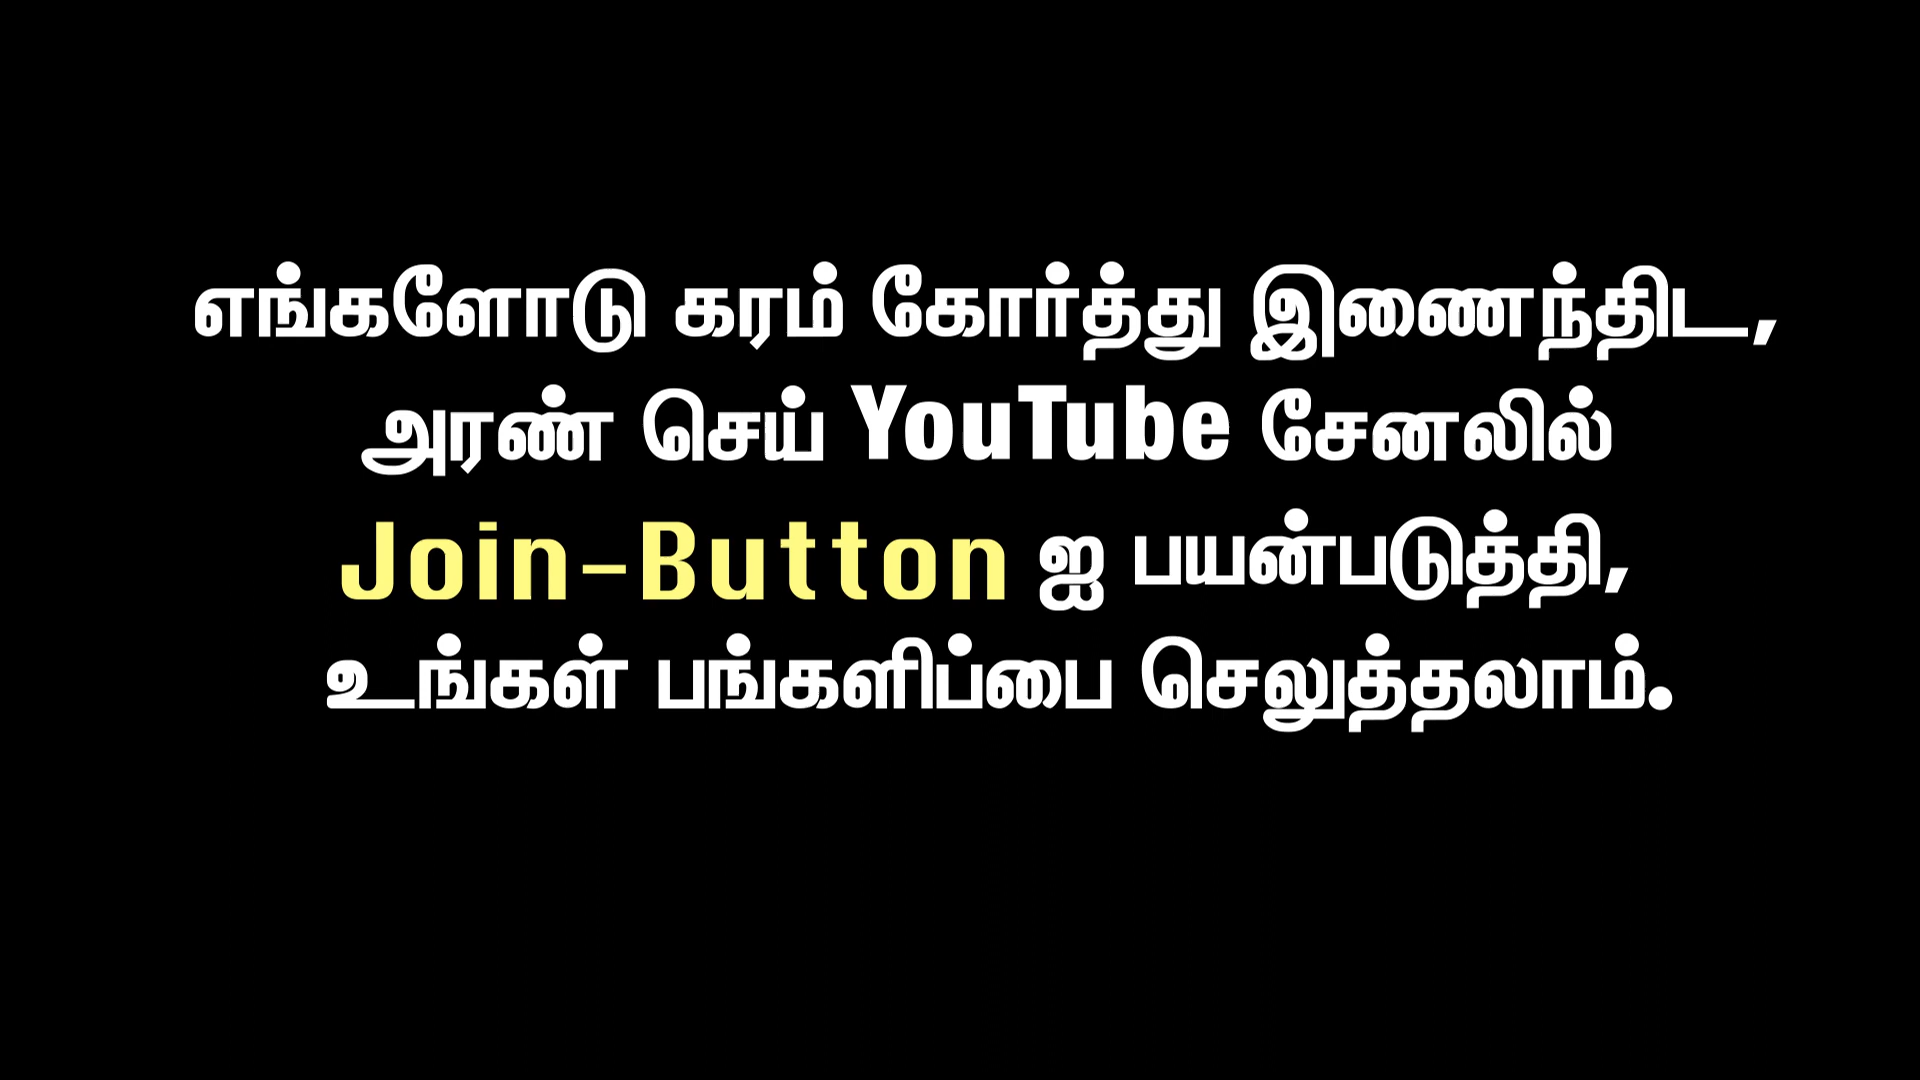 எங்களோடு கரம் கோர்த்து இணைந்திட,
அரண் செய் YouTube சேனலில்
Join-Button ஐ பயன்படுத்தி,
உங்கள் பங்களிப்பை செலுத்தலாம்.